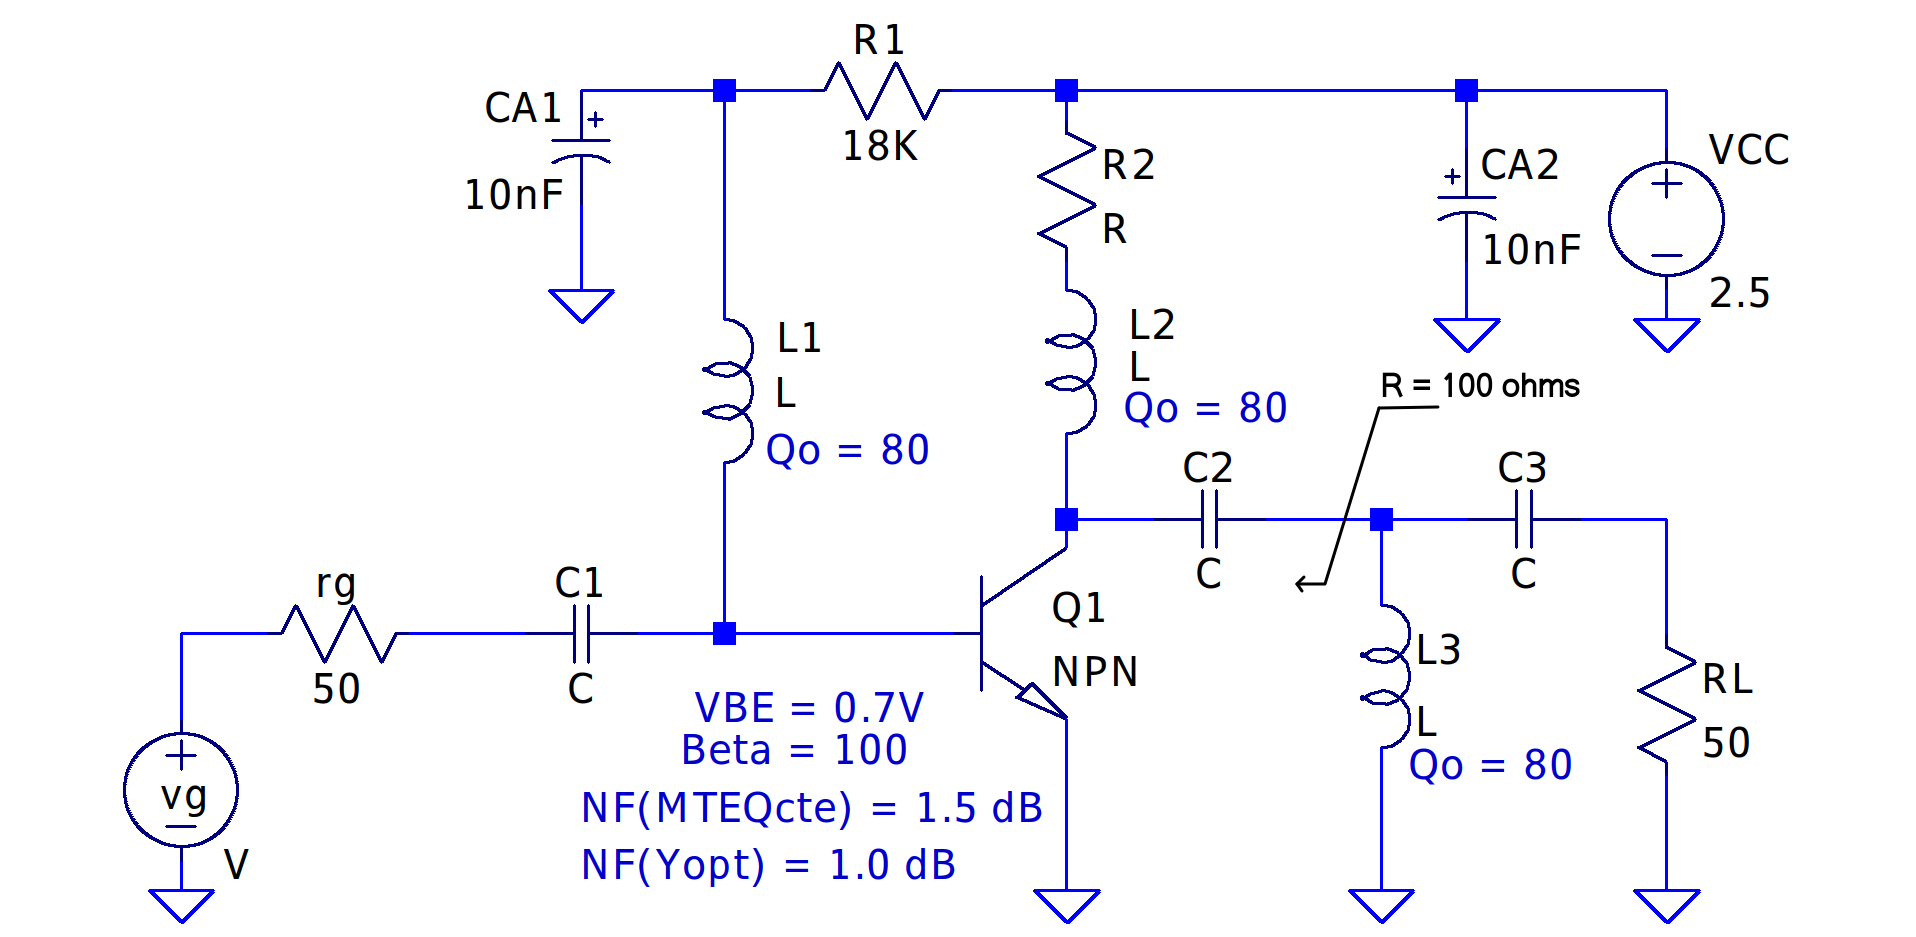 R1
CA1
+
18K
10nF
R2
R
+
CA2
10nF
VCC
2.5
L1
L
Qo = 80
L2
L
Qo = 80
R = 100 ohms
C2
C
C3
C
rg
50
C1
C
Q1
NPN
L3
L
Qo = 80
RL
50
vg
V
VBE = 0.7V
Beta = 100
NF(MTEQcte) = 1.5 dB
NF(Yopt) = 1.0 dB